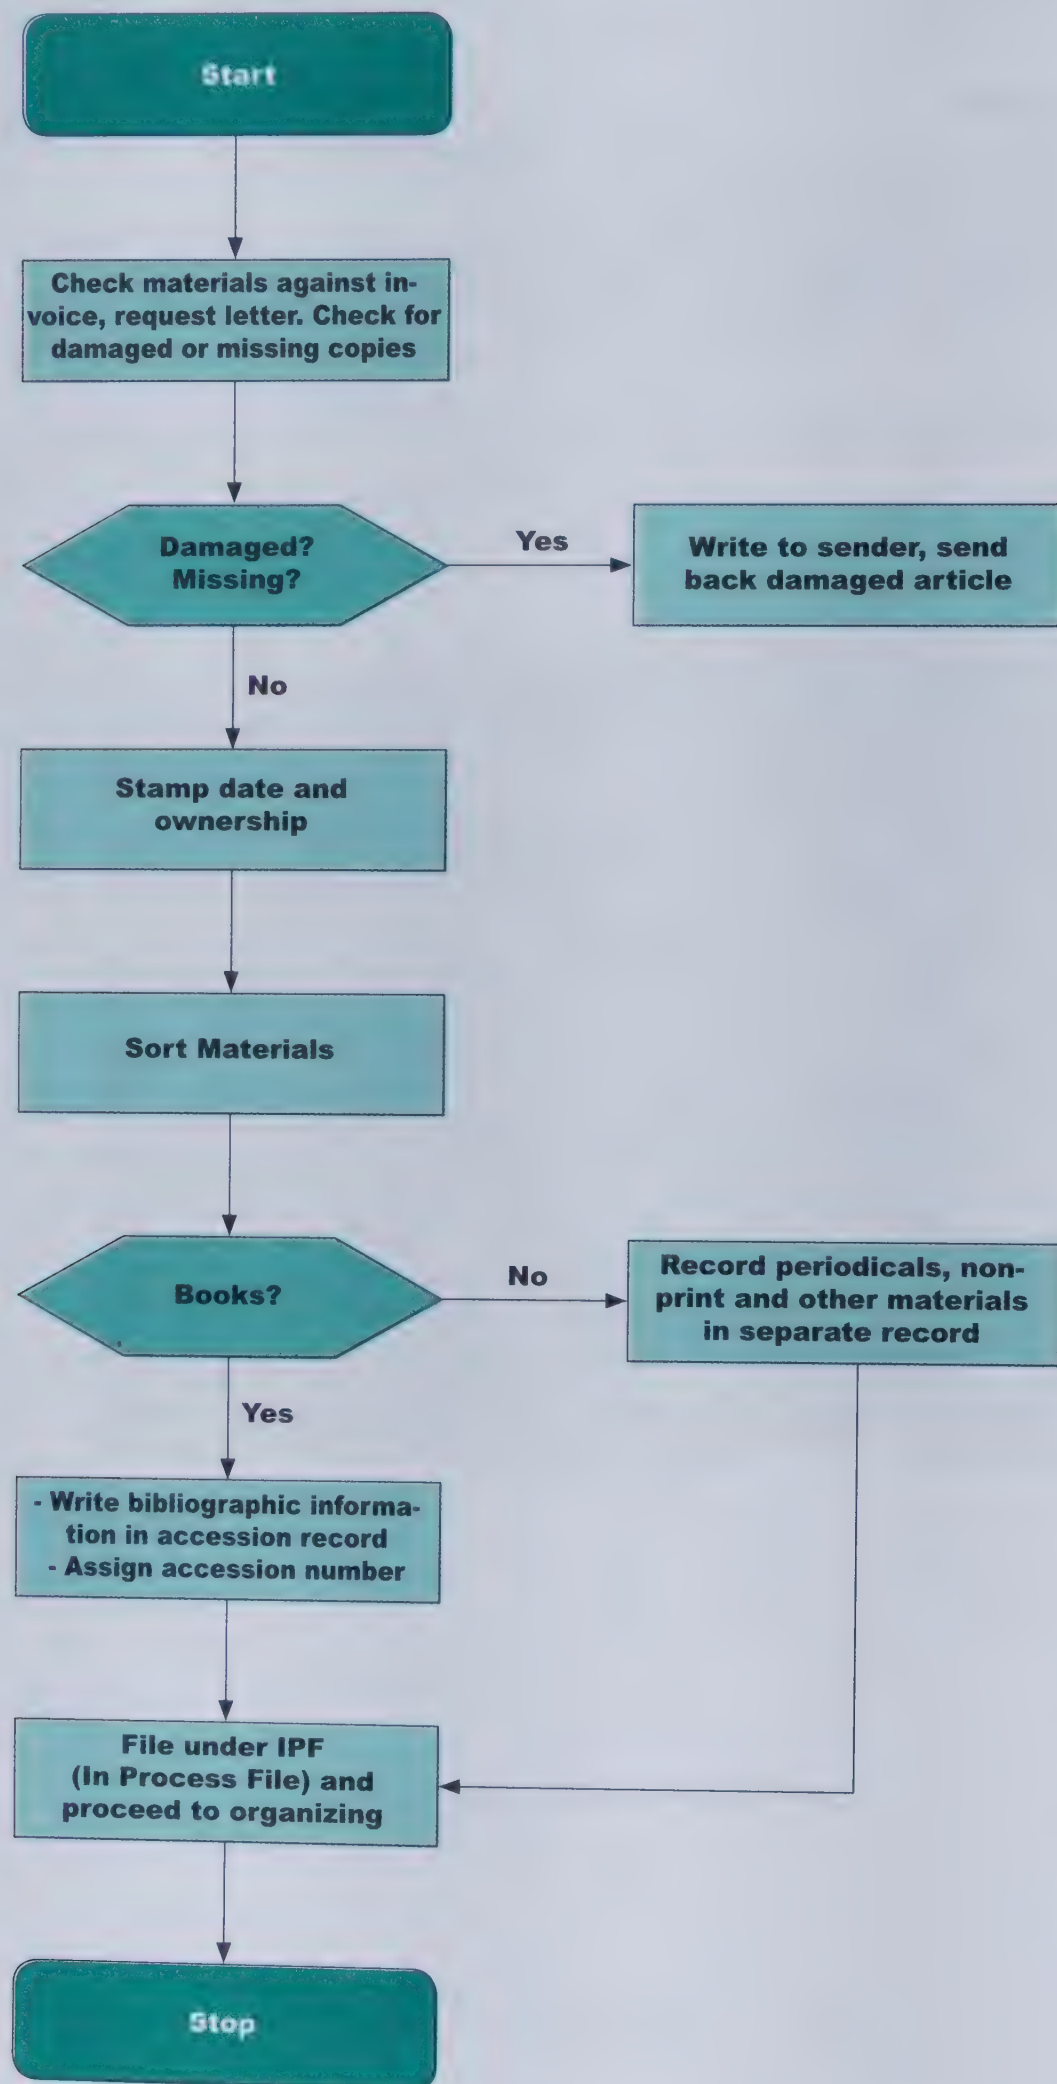 Start
Check materials against in-
voice, request letter. Check for
damaged or missing copies
Damaged?
Missing?
Yes
Write to sender, send
back damaged article
No
Stamp date and
ownership
Sort Materials
Books?
No
Record periodicals, non-
print and other materials
in separate record
Yes
- Write bibliographic informa-
tion in accession record
- Assign accession number
File under IPF
(In Process File) and
proceed to organizing
Stop